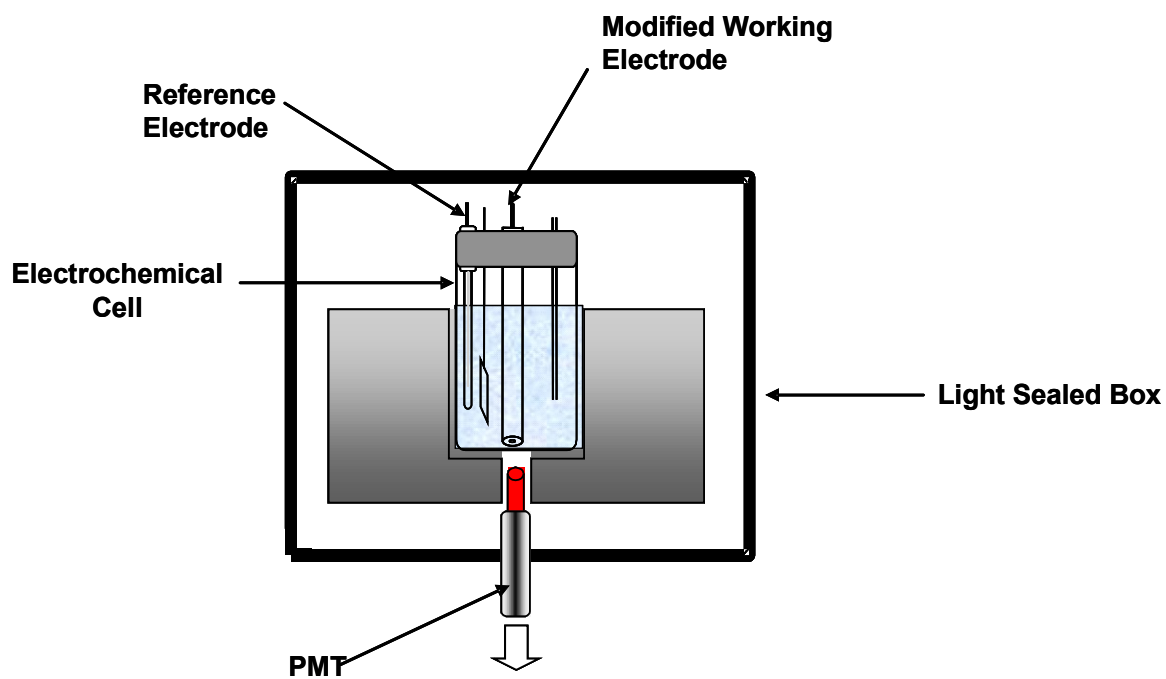 Modified Working
Electrode
Reference
Electrode
Electrochemical
Cell
Light Sealed Box
PMT